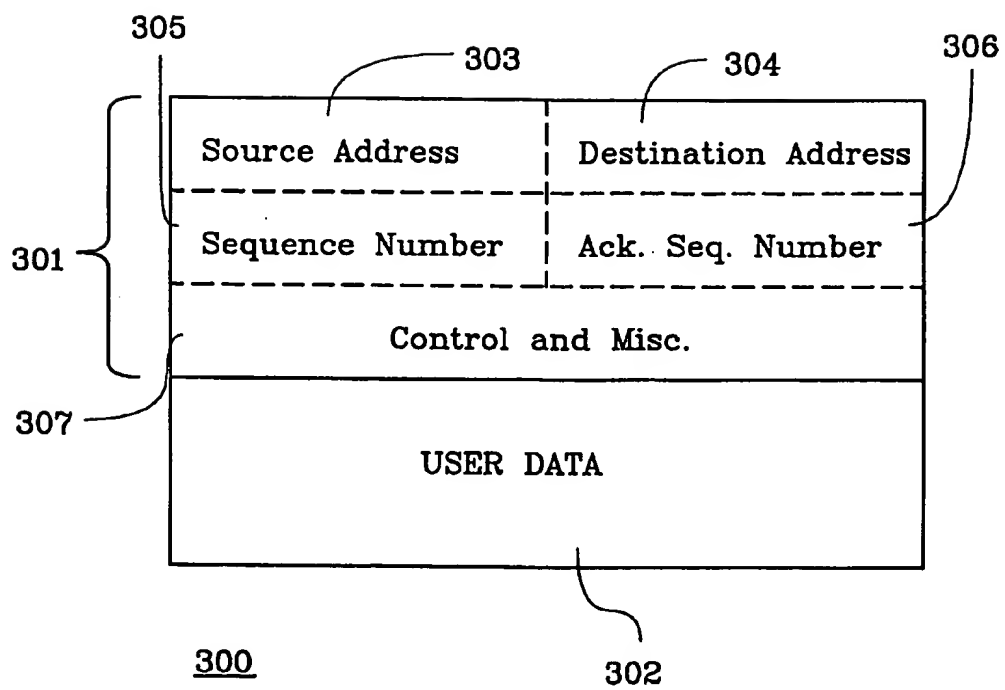 305
303
304
306
Source Address
Destination Address
Sequence Number
Ack. Seq. Number
301
Control and Misc.
307
USER DATA
300
302